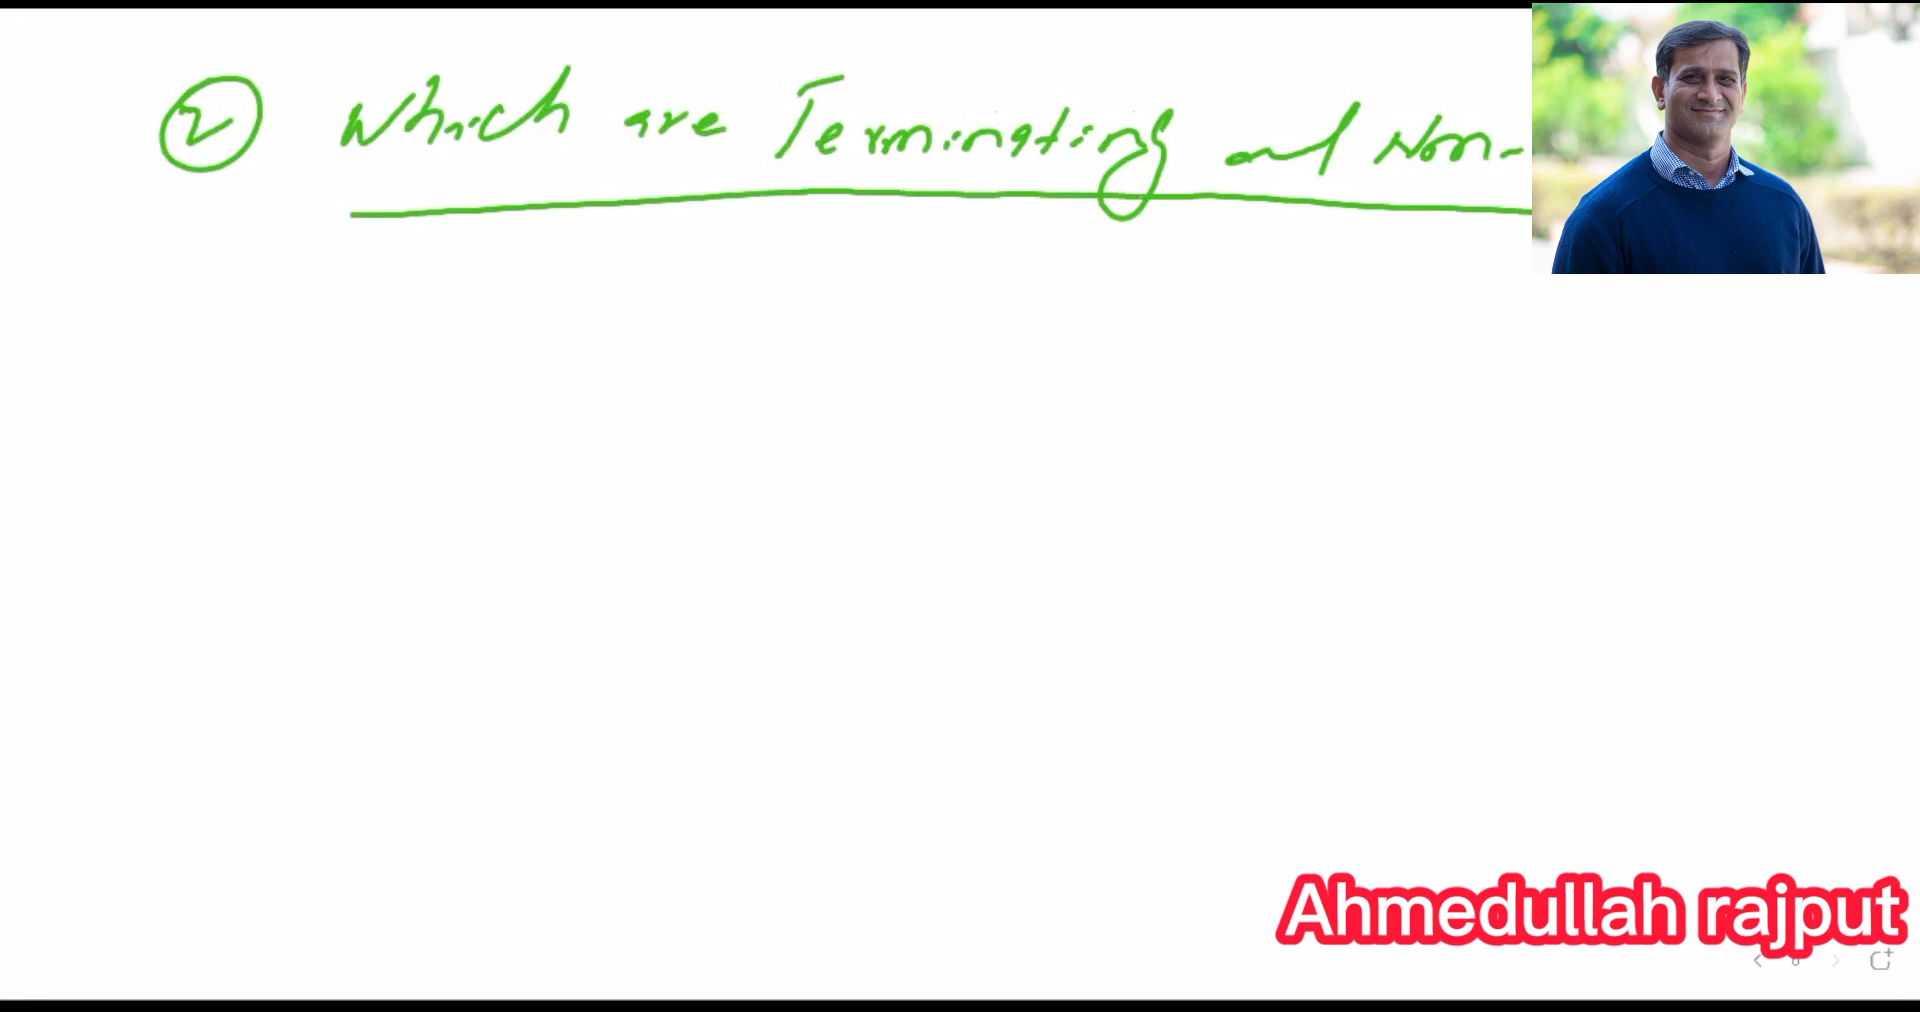 2 Which are Terminating and Non-
Ahmedullah rajput